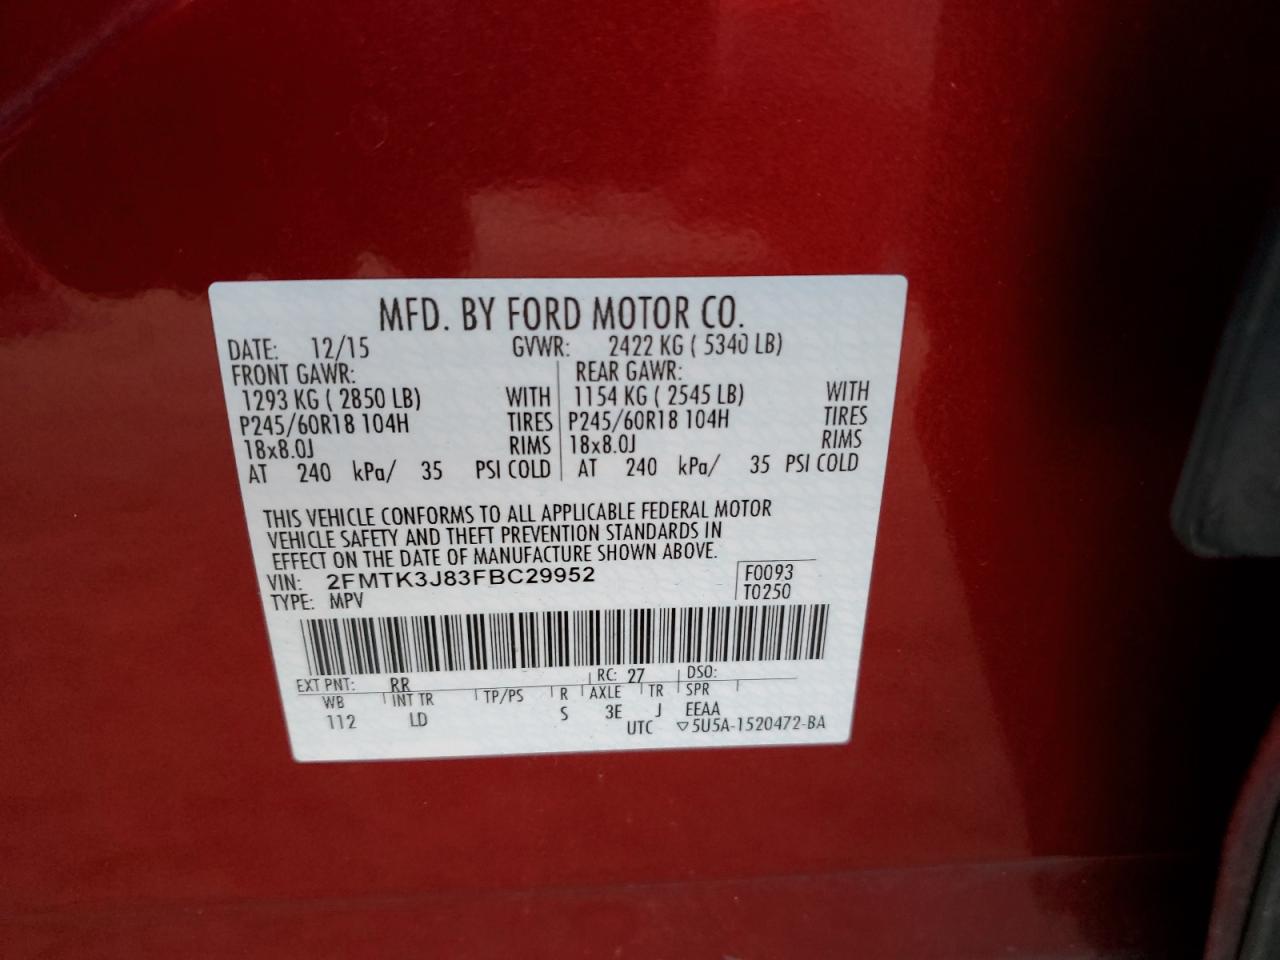 MFD. BY FORD MOTOR CO.
DATE: 12/15 GVWR: 2422 KG ( 5340 LB)
FRONT GAWR: REAR GAWR:
1293 KG ( 2850 LB) WITH 1154 KG ( 2545 LB) WITH
P245/60R18 104H TIRES P245/60R18 104H TIRES
18x8.0J RIMS 18x8.0J RIMS
AT 240 kPa/ 35 PSI COLD AT 240 kPa/ 35 PSI COLD
THIS VEHICLE CONFORMS TO ALL APPLICABLE FEDERAL MOTOR
VEHICLE SAFETY AND THEFT PREVENTION STANDARDS IN
EFFECT ON THE DATE OF MANUFACTURE SHOWN ABOVE.
VIN: 2FMTK3J83FBC29952 F0093
TYPE: MPV T0250
EXT PNT: RR RC: 27 DSO:
WB INT TR TP/PS R AXLE TR SPR
112 LD S 3E J EEAA
UTC ▽5U5A-1520472-BA